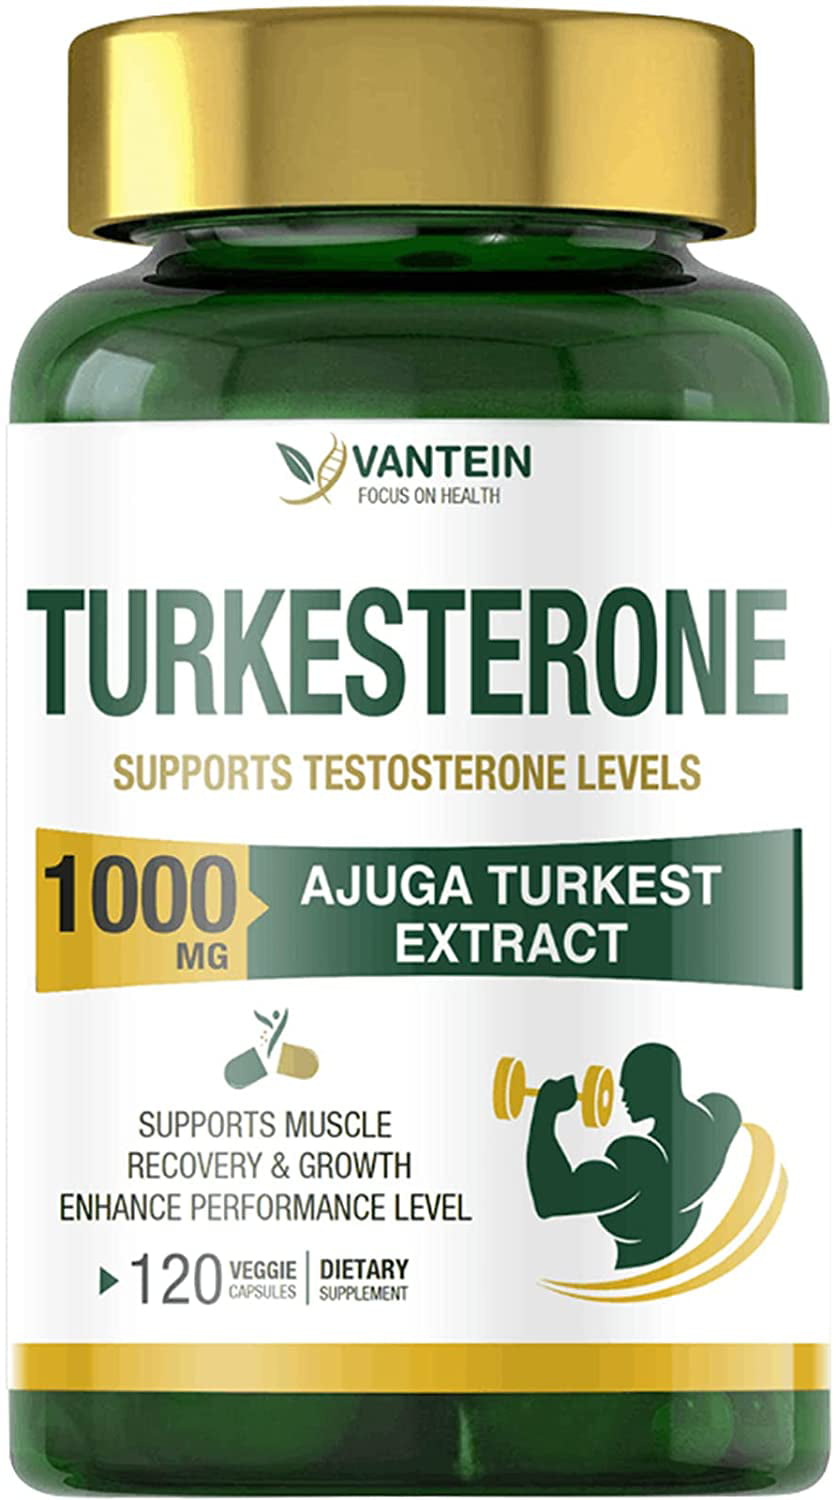 VANTEIN
FOCUS ON HEALTH
TURKESTERONE
SUPPORTS TESTOSTERONE LEVELS
1000
MG
AJUGA TURKEST
EXTRACT
SUPPORTS MUSCLE
RECOVERY & GROWTH
ENHANCE PERFORMANCE LEVEL
120 VEGGIE CAPSULES | DIETARY SUPPLEMENT